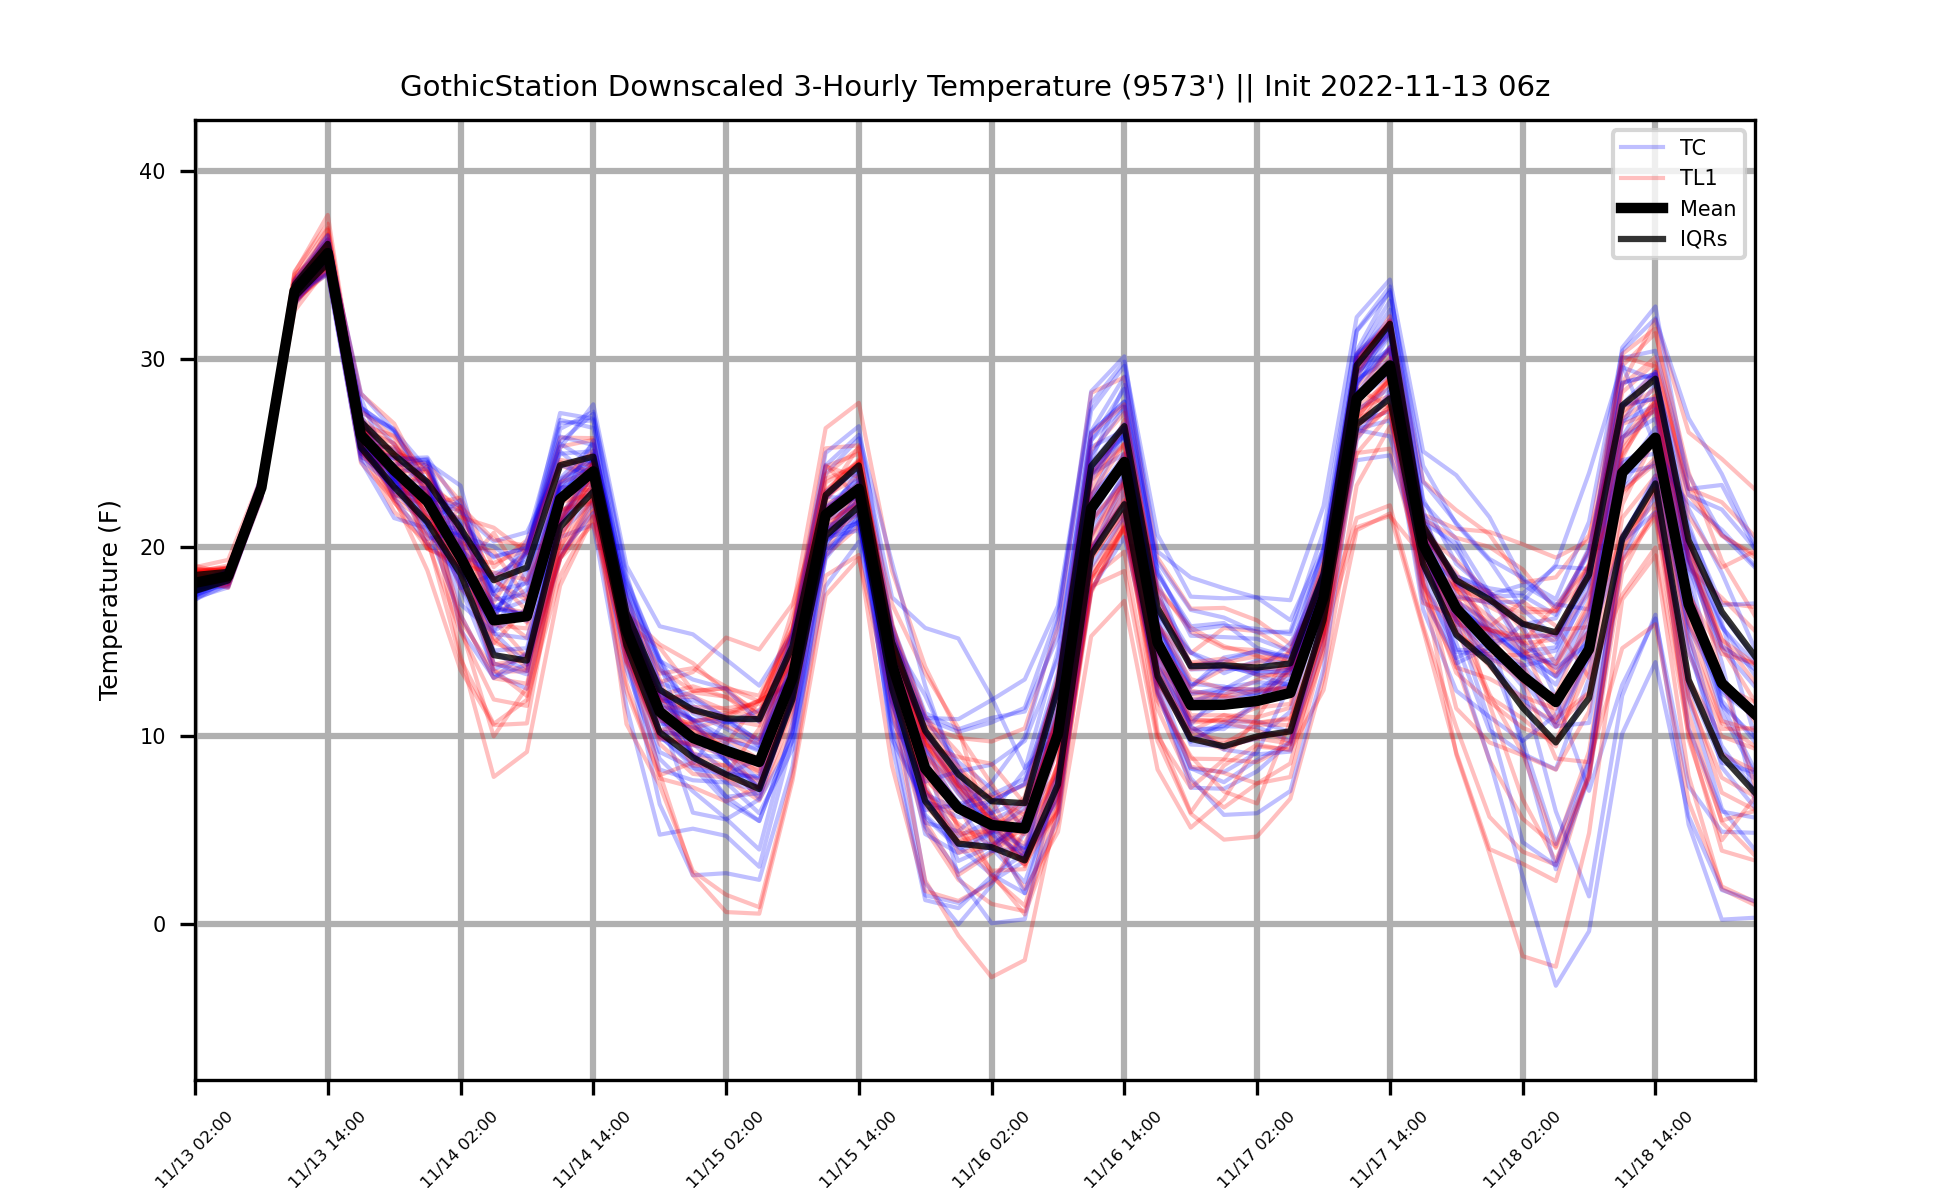 GothicStation Downscaled 3-Hourly Temperature (9573') || Init 2022-11-13 06z
TC
TL1
Mean
IQRs
Temperature (F)
40
30
20
10
0
11/13 02:00
11/13 14:00
11/14 02:00
11/14 14:00
11/15 02:00
11/15 14:00
11/16 02:00
11/16 14:00
11/17 02:00
11/17 14:00
11/18 02:00
11/18 14:00